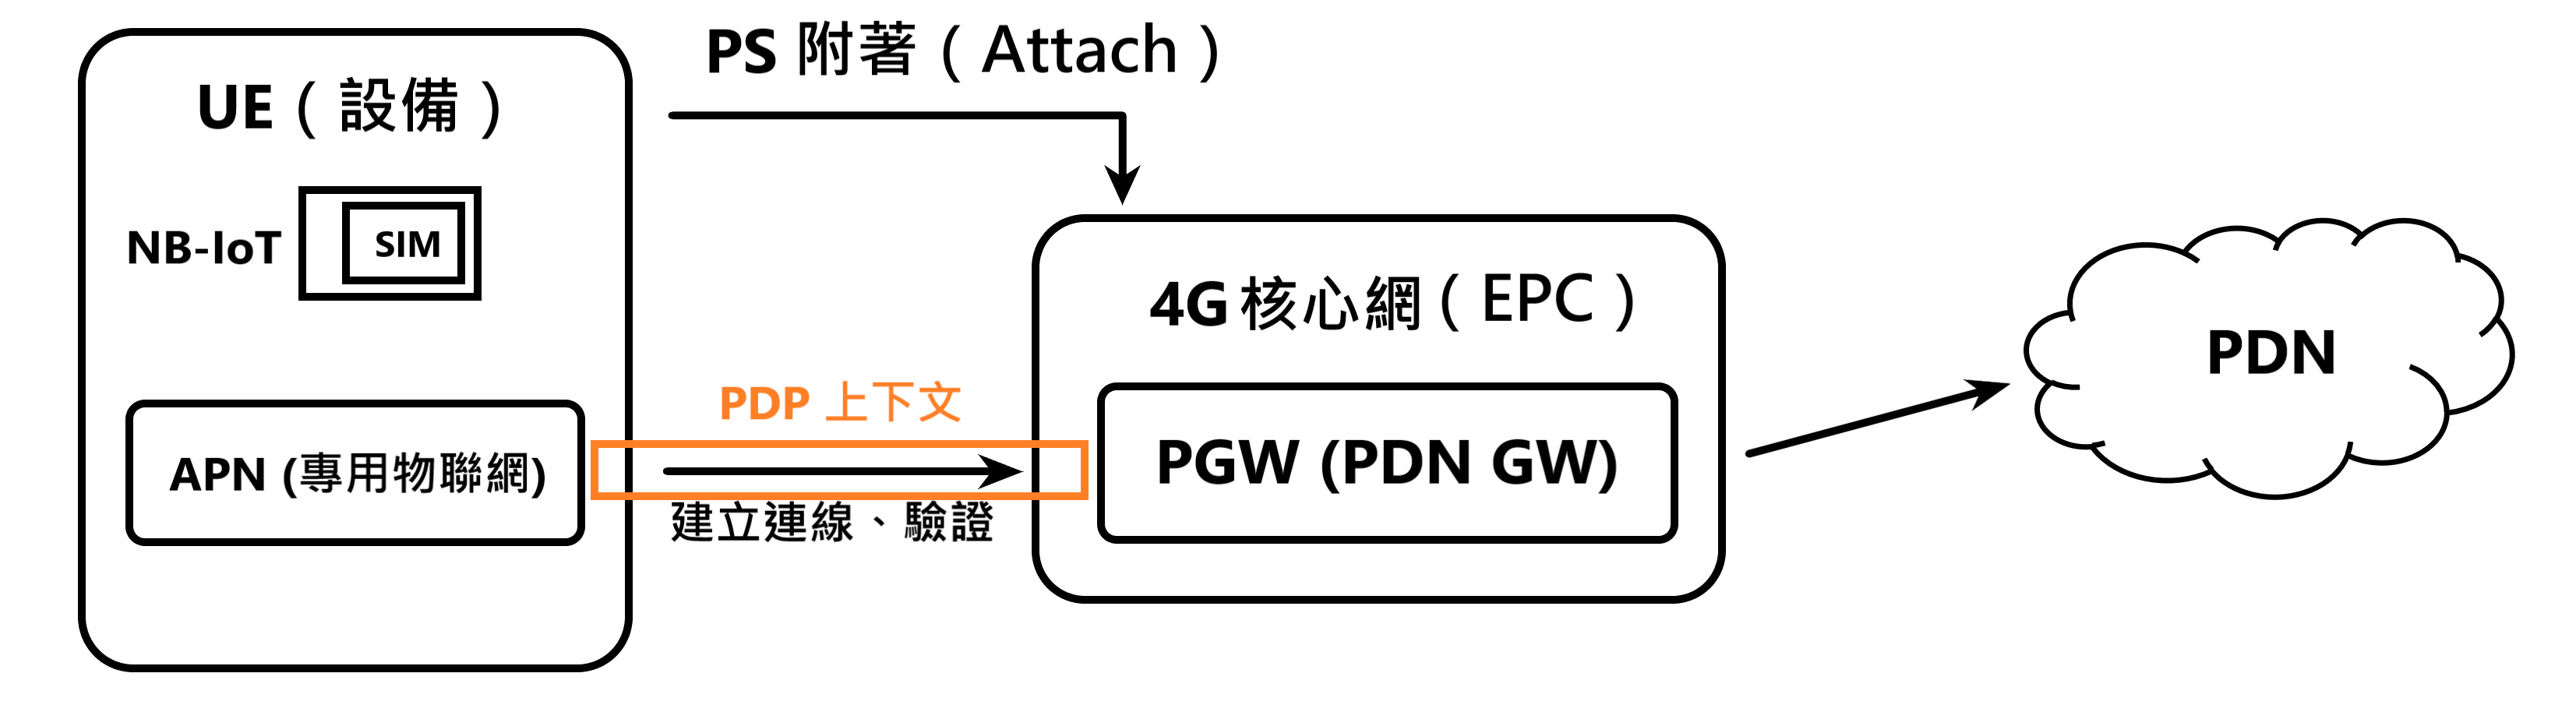 PS 附著（Attach）
UE（設備）
NB-IoT
SIM
4G 核心網（EPC）
PDN
PDP 上下文
APN (專用物聯網)
PGW (PDN GW)
建立連線、驗證